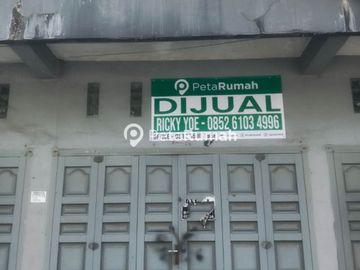 PetaRumah
DIJUAL
RICKY YOE - 0852 6103 4996